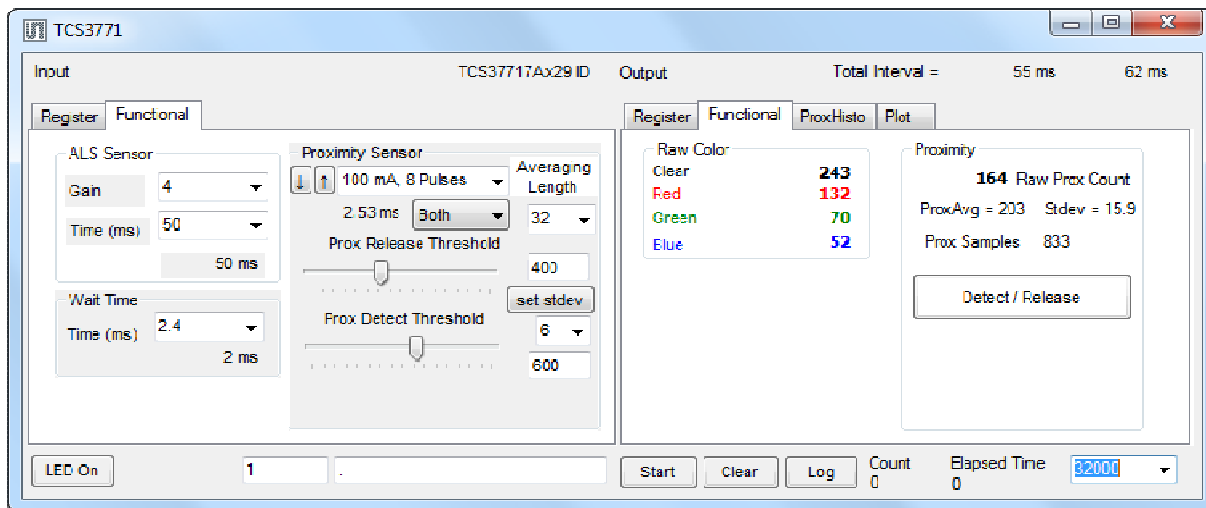 TCS3771
Input TCS37717Ax29 ID Output Total Interval = 55 ms 62 ms
Register Functional
Register Functional ProxHisto Plot
ALS Sensor
Gain 4
Time (ms) 50
50 ms
Wait Time
Time (ms) 2.4
2 ms
Proximity Sensor
100 mA, 8 Pulses
2.53 ms Both
Averaging
Length
32
Prox Release Threshold
400
set stdev
Prox Detect Threshold
6
600
Raw Color
Clear 243
Red 132
Green 70
Blue 52
Proximity
164 Raw Prox Count
ProxAvg = 203 Stdev = 15.9
Prox Samples 833
Detect / Release
LED On 1 . Start Clear Log
Count
0
Elapsed Time
0
32000